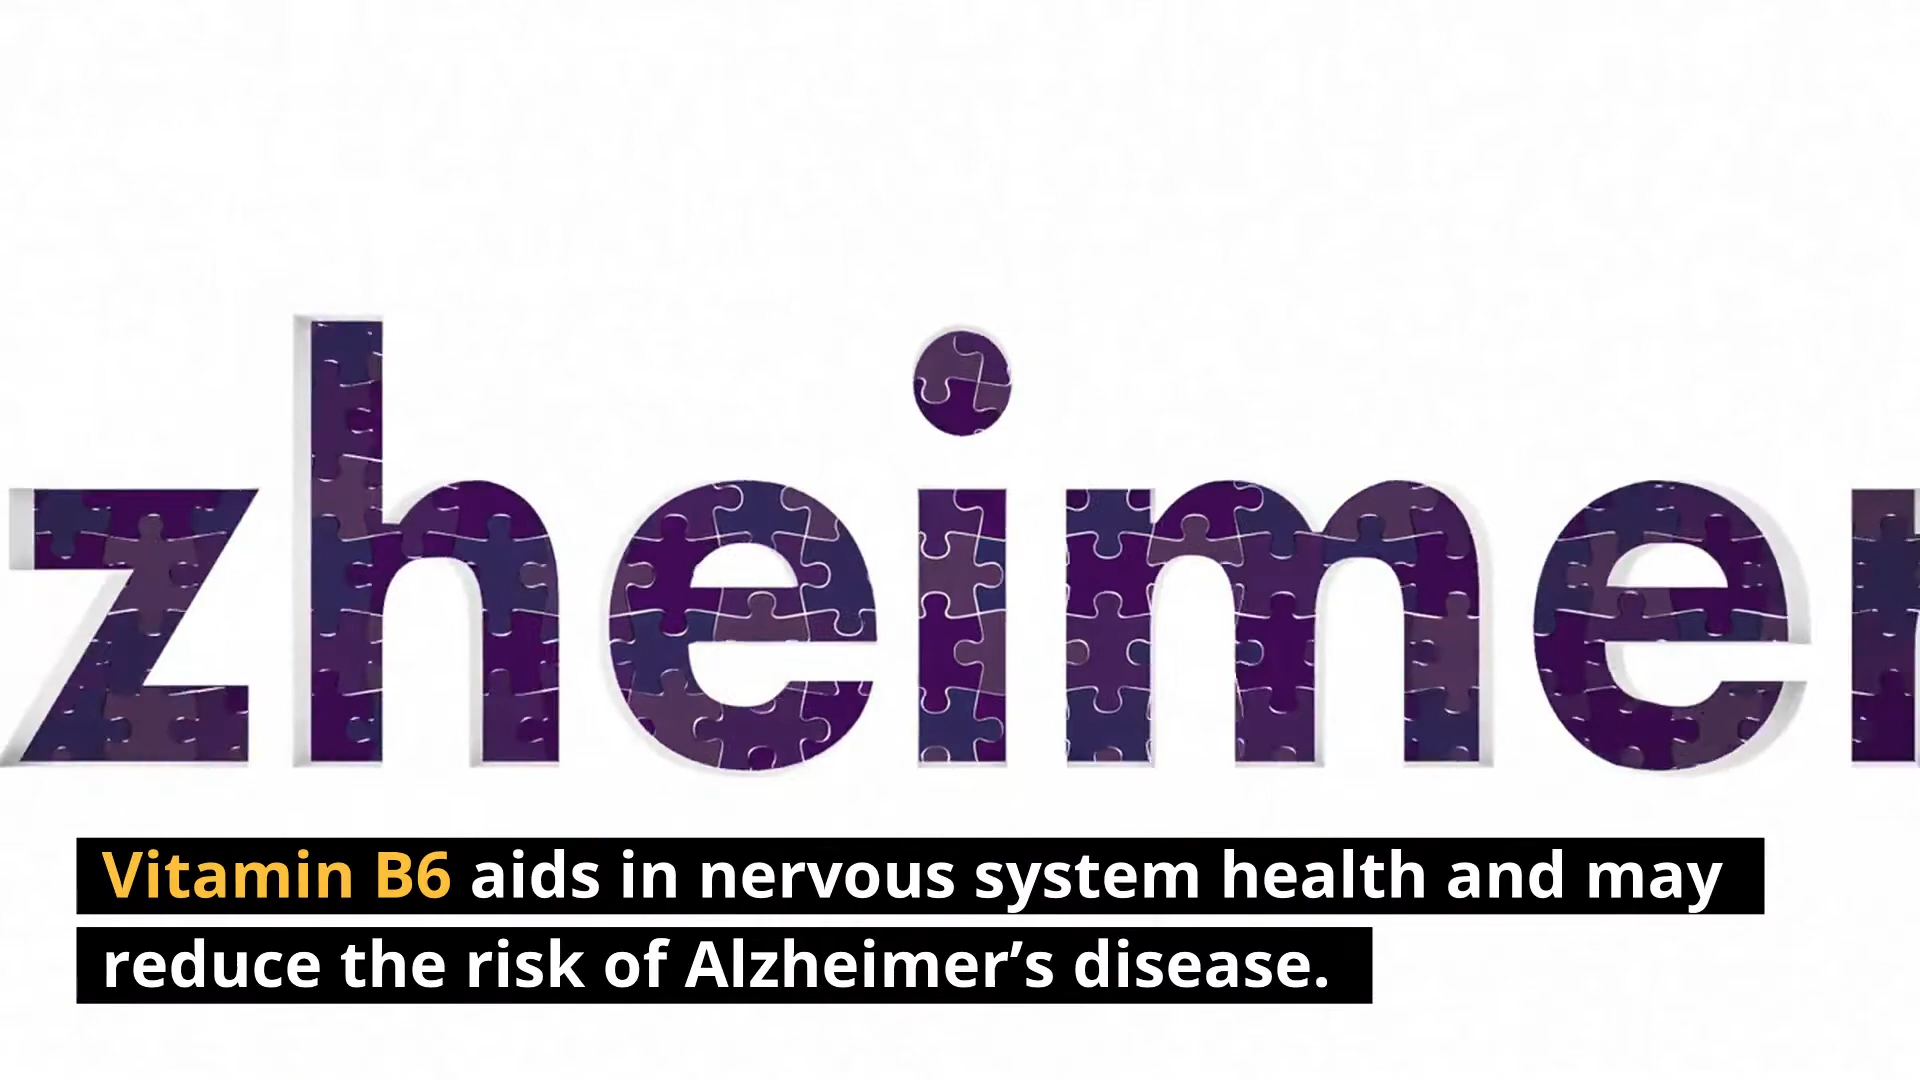 zheimer
Vitamin B6 aids in nervous system health and may
reduce the risk of Alzheimer’s disease.